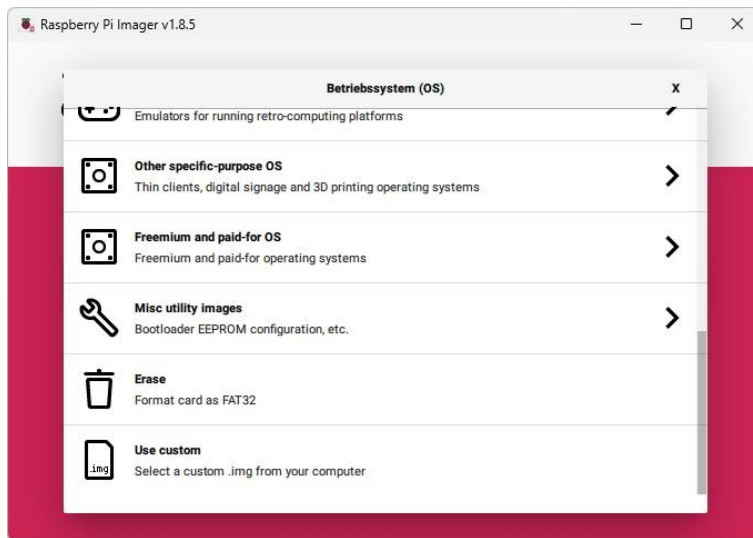 Raspberry Pi Imager v1.8.5
Betriebssystem (OS)
X
Emulators for running retro-computing platforms
Other specific-purpose OS
Thin clients, digital signage and 3D printing operating systems
Freemium and paid-for OS
Freemium and paid-for operating systems
Misc utility images
Bootloader EEPROM configuration, etc.
Erase
Format card as FAT32
.img
Use custom
Select a custom .img from your computer